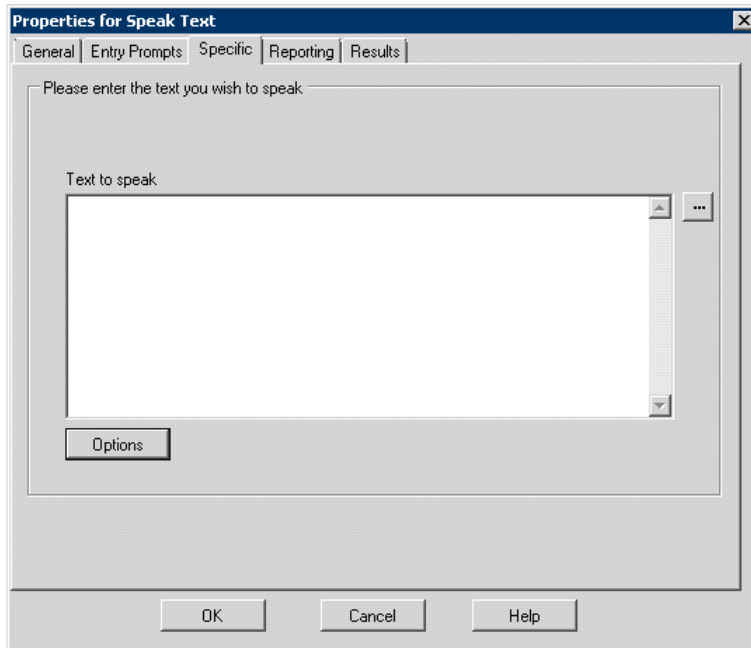 Properties for Speak Text
General Entry Prompts Specific Reporting Results
Please enter the text you wish to speak
Text to speak
...
Options
OK Cancel Help